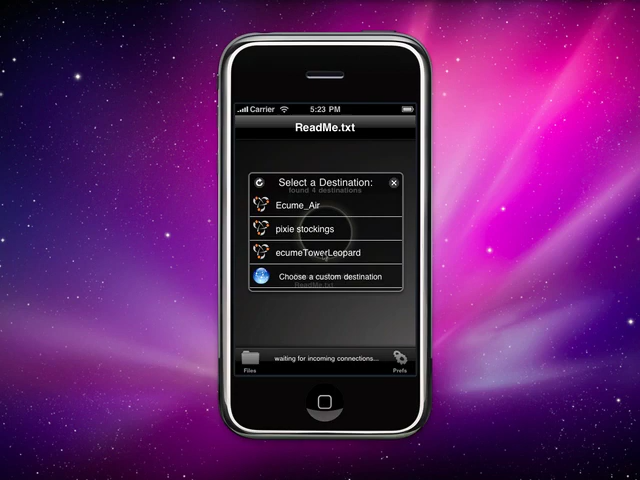 Carrier 5:23 PM
ReadMe.txt
Select a Destination:
found 4 destinations
Ecume_Air
pixie stockings
ecumeTowerLeopard
Choose a custom destination
ReadMe.txt
waiting for incoming connections...
Files
Prefs